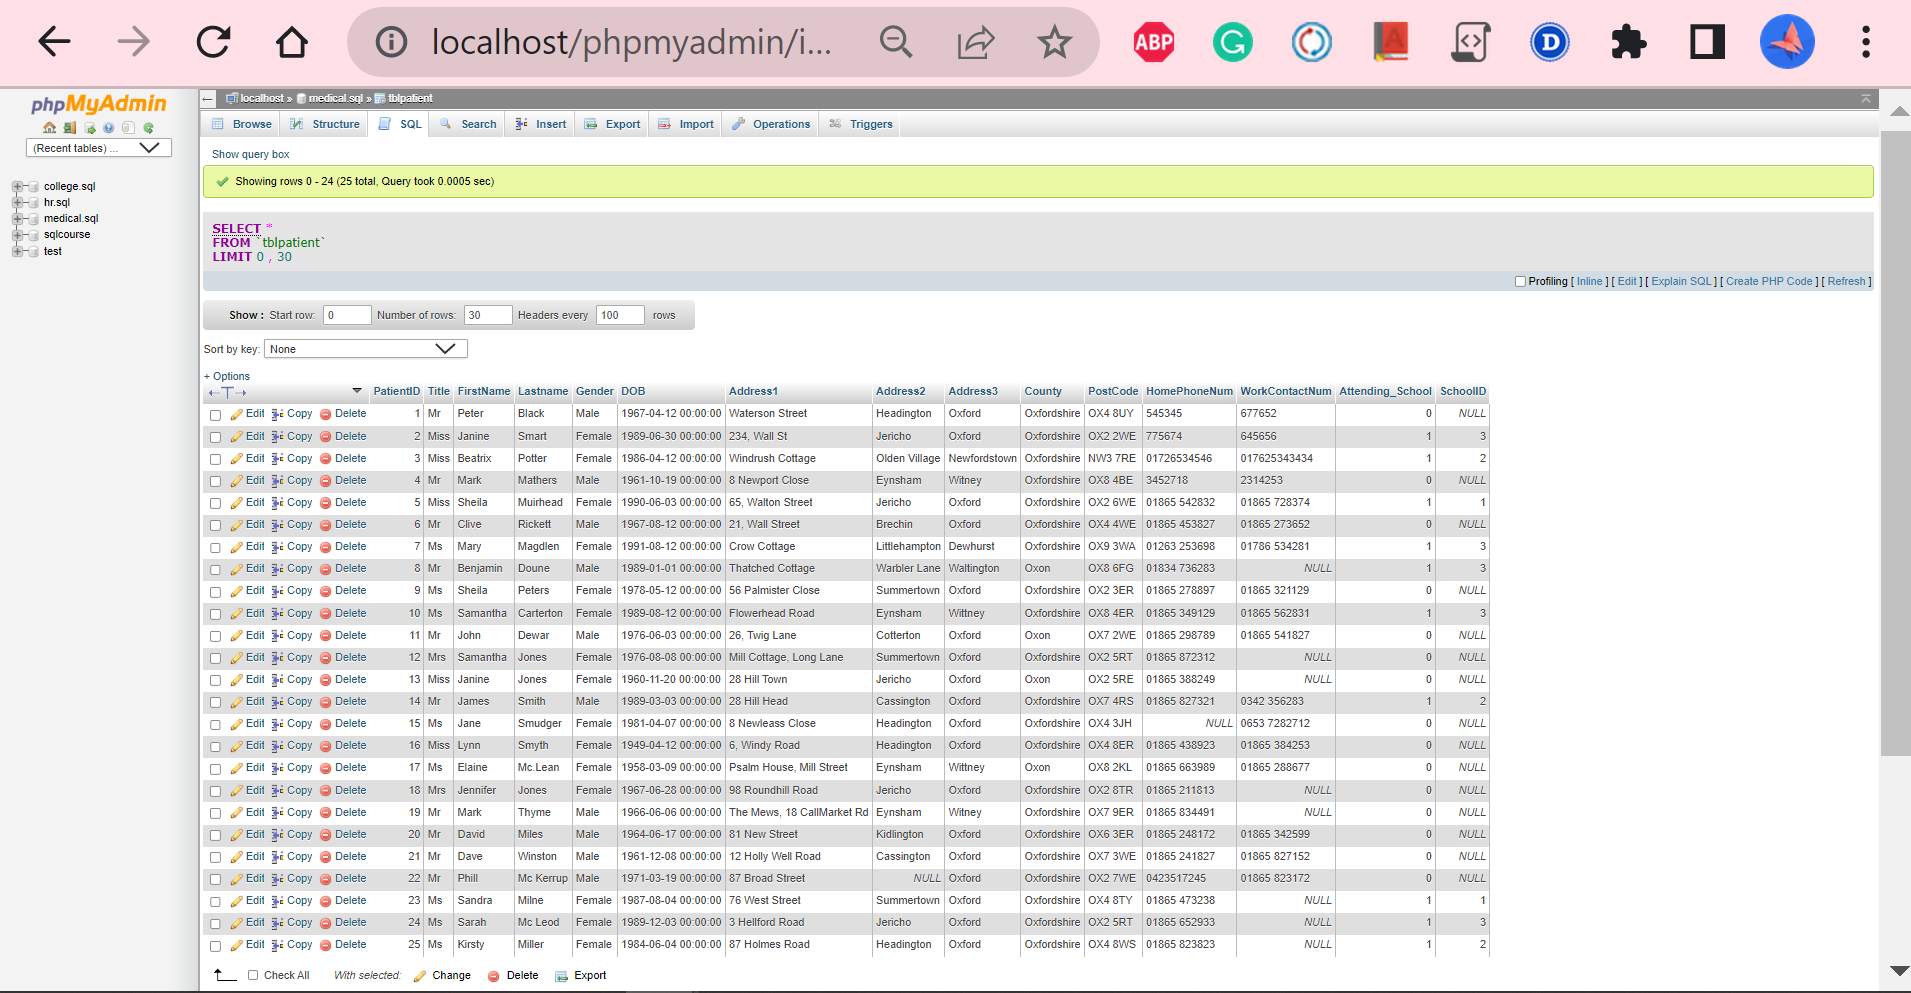 localhost/phpmyadmin/i...
ABP
phpMyAdmin
(Recent tables) ...
college.sql
hr.sql
medical.sql
sqlcourse
test
localhost » medical.sql » tblpatient
Browse Structure SQL Search Insert Export Import Operations Triggers
Show query box
Showing rows 0 - 24 (25 total, Query took 0.0005 sec)
SELECT *
FROM `tblpatient`
LIMIT 0 , 30
Profiling [ Inline ] [ Edit ] [ Explain SQL ] [ Create PHP Code ] [ Refresh ]
Show : Start row: 0 Number of rows: 30 Headers every 100 rows
Sort by key: None
+ Options
←T→ PatientID Title FirstName Lastname Gender DOB Address1 Address2 Address3 County PostCode HomePhoneNum WorkContactNum Attending_School SchoolID
Edit Copy Delete 1 Mr Peter Black Male 1967-04-12 00:00:00 Waterson Street Headington Oxford Oxfordshire OX4 8UY 545345 677652 0 NULL
Edit Copy Delete 2 Miss Janine Smart Female 1989-06-30 00:00:00 234, Wall St Jericho Oxford Oxfordshire OX2 2WE 775674 645656 1 3
Edit Copy Delete 3 Miss Beatrix Potter Female 1986-04-12 00:00:00 Windrush Cottage Olden Village Newfordstown Oxfordshire NW3 7RE 01726534546 017625343434 1 2
Edit Copy Delete 4 Mr Mark Mathers Male 1961-10-19 00:00:00 8 Newport Close Eynsham Witney Oxfordshire OX8 4BE 3452718 2314253 0 NULL
Edit Copy Delete 5 Miss Sheila Muirhead Female 1990-06-03 00:00:00 65, Walton Street Jericho Oxford Oxfordshire OX2 6WE 01865 542832 01865 728374 1 1
Edit Copy Delete 6 Mr Clive Rickett Male 1967-08-12 00:00:00 21, Wall Street Brechin Oxford Oxfordshire OX4 4WE 01865 453827 01865 273652 0 NULL
Edit Copy Delete 7 Ms Mary Magdlen Female 1991-08-12 00:00:00 Crow Cottage Littlehampton Dewhurst Oxfordshire OX9 3WA 01263 253698 01786 534281 1 3
Edit Copy Delete 8 Mr Benjamin Doune Male 1989-01-01 00:00:00 Thatched Cottage Warbler Lane Waltington Oxon OX8 6FG 01834 736283 NULL 1 3
Edit Copy Delete 9 Ms Sheila Peters Female 1978-05-12 00:00:00 56 Palmister Close Summertown Oxford Oxfordshire OX2 3ER 01865 278897 01865 321129 0 NULL
Edit Copy Delete 10 Ms Samantha Carterton Female 1989-08-12 00:00:00 Flowerhead Road Eynsham Wittney Oxfordshire OX8 4ER 01865 349129 01865 562831 1 3
Edit Copy Delete 11 Mr John Dewar Male 1976-06-03 00:00:00 26, Twig Lane Cotterton Oxford Oxon OX7 2WE 01865 298789 01865 541827 0 NULL
Edit Copy Delete 12 Mrs Samantha Jones Female 1976-08-08 00:00:00 Mill Cottage, Long Lane Summertown Oxford Oxfordshire OX2 5RT 01865 872312 NULL 0 NULL
Edit Copy Delete 13 Miss Janine Jones Female 1960-11-20 00:00:00 28 Hill Town Jericho Oxford Oxon OX2 5RE 01865 388249 NULL 0 NULL
Edit Copy Delete 14 Mr James Smith Male 1989-03-03 00:00:00 28 Hill Head Cassington Oxford Oxfordshire OX7 4RS 01865 827321 0342 356283 1 2
Edit Copy Delete 15 Ms Jane Smudger Female 1981-04-07 00:00:00 8 Newleass Close Headington Oxford Oxfordshire OX4 3JH NULL 0653 7282712 0 NULL
Edit Copy Delete 16 Miss Lynn Smyth Female 1949-04-12 00:00:00 6, Windy Road Headington Oxford Oxfordshire OX4 8ER 01865 438923 01865 384253 0 NULL
Edit Copy Delete 17 Ms Elaine Mc.Lean Female 1958-03-09 00:00:00 Psalm House, Mill Street Eynsham Wittney Oxon OX8 2KL 01865 663989 01865 288677 0 NULL
Edit Copy Delete 18 Mrs Jennifer Jones Female 1967-06-28 00:00:00 98 Roundhill Road Jericho Oxford Oxfordshire OX2 8TR 01865 211813 NULL 0 NULL
Edit Copy Delete 19 Mr Mark Thyme Male 1966-06-06 00:00:00 The Mews, 18 CallMarket Rd Eynsham Witney Oxfordshire OX7 9ER 01865 834491 NULL 0 NULL
Edit Copy Delete 20 Mr David Miles Male 1964-06-17 00:00:00 81 New Street Kidlington Oxford Oxfordshire OX6 3ER 01865 248172 01865 342599 0 NULL
Edit Copy Delete 21 Mr Dave Winston Male 1961-12-08 00:00:00 12 Holly Well Road Cassington Oxford Oxfordshire OX7 3WE 01865 241827 01865 827152 0 NULL
Edit Copy Delete 22 Mr Phill Mc Kerrup Male 1971-03-19 00:00:00 87 Broad Street NULL Oxford Oxfordshire OX2 7WE 0423517245 01865 823172 0 NULL
Edit Copy Delete 23 Ms Sandra Milne Female 1987-08-04 00:00:00 76 West Street Summertown Oxford Oxfordshire OX4 8TY 01865 473238 NULL 1 1
Edit Copy Delete 24 Ms Sarah Mc Leod Female 1989-12-03 00:00:00 3 Hellford Road Jericho Oxford Oxfordshire OX2 5RT 01865 652933 NULL 1 3
Edit Copy Delete 25 Ms Kirsty Miller Female 1984-06-04 00:00:00 87 Holmes Road Headington Oxford Oxfordshire OX4 8WS 01865 823823 NULL 1 2
Check All With selected: Change Delete Export